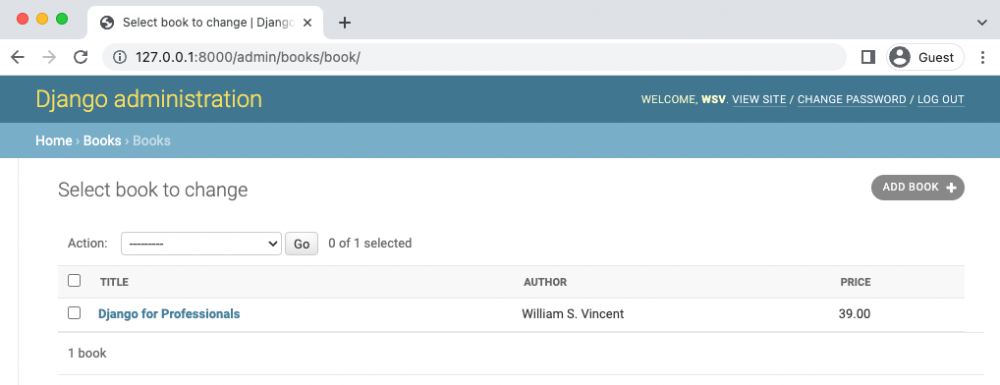 Select book to change | Djang
127.0.0.1:8000/admin/books/book/
Guest
Django administration
WELCOME, WSV. VIEW SITE / CHANGE PASSWORD / LOG OUT
Home › Books › Books
Select book to change
ADD BOOK +
Action: --------- Go 0 of 1 selected
TITLE AUTHOR PRICE
Django for Professionals William S. Vincent 39.00
1 book